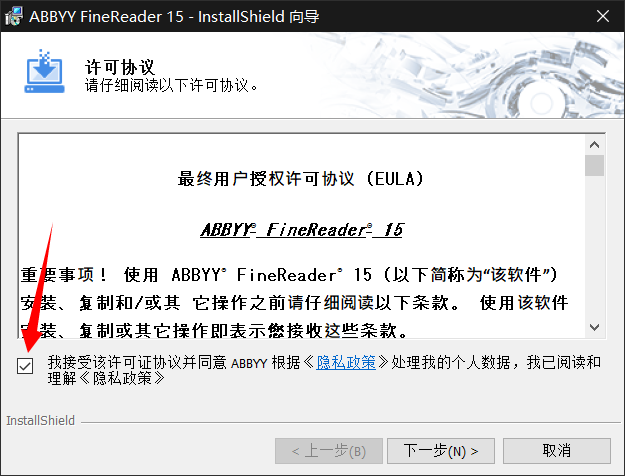 ABBYY FineReader 15 - InstallShield 向导
许可协议
请仔细阅读以下许可协议。
最终用户授权许可协议 (EULA)
ABBYY® FineReader® 15
重要事项！ 使用 ABBYY® FineReader® 15 (以下简称为“该软件”)
安装、复制和/或其 它操作之前请仔细阅读以下条款。 使用该软件
安装、复制或其它操作即表示您接收这些条款。
我接受该许可证协议并同意 ABBYY 根据《隐私政策》处理我的个人数据，我已阅读和
理解《隐私政策》
InstallShield
< 上一步(B)
下一步(N) >
取消